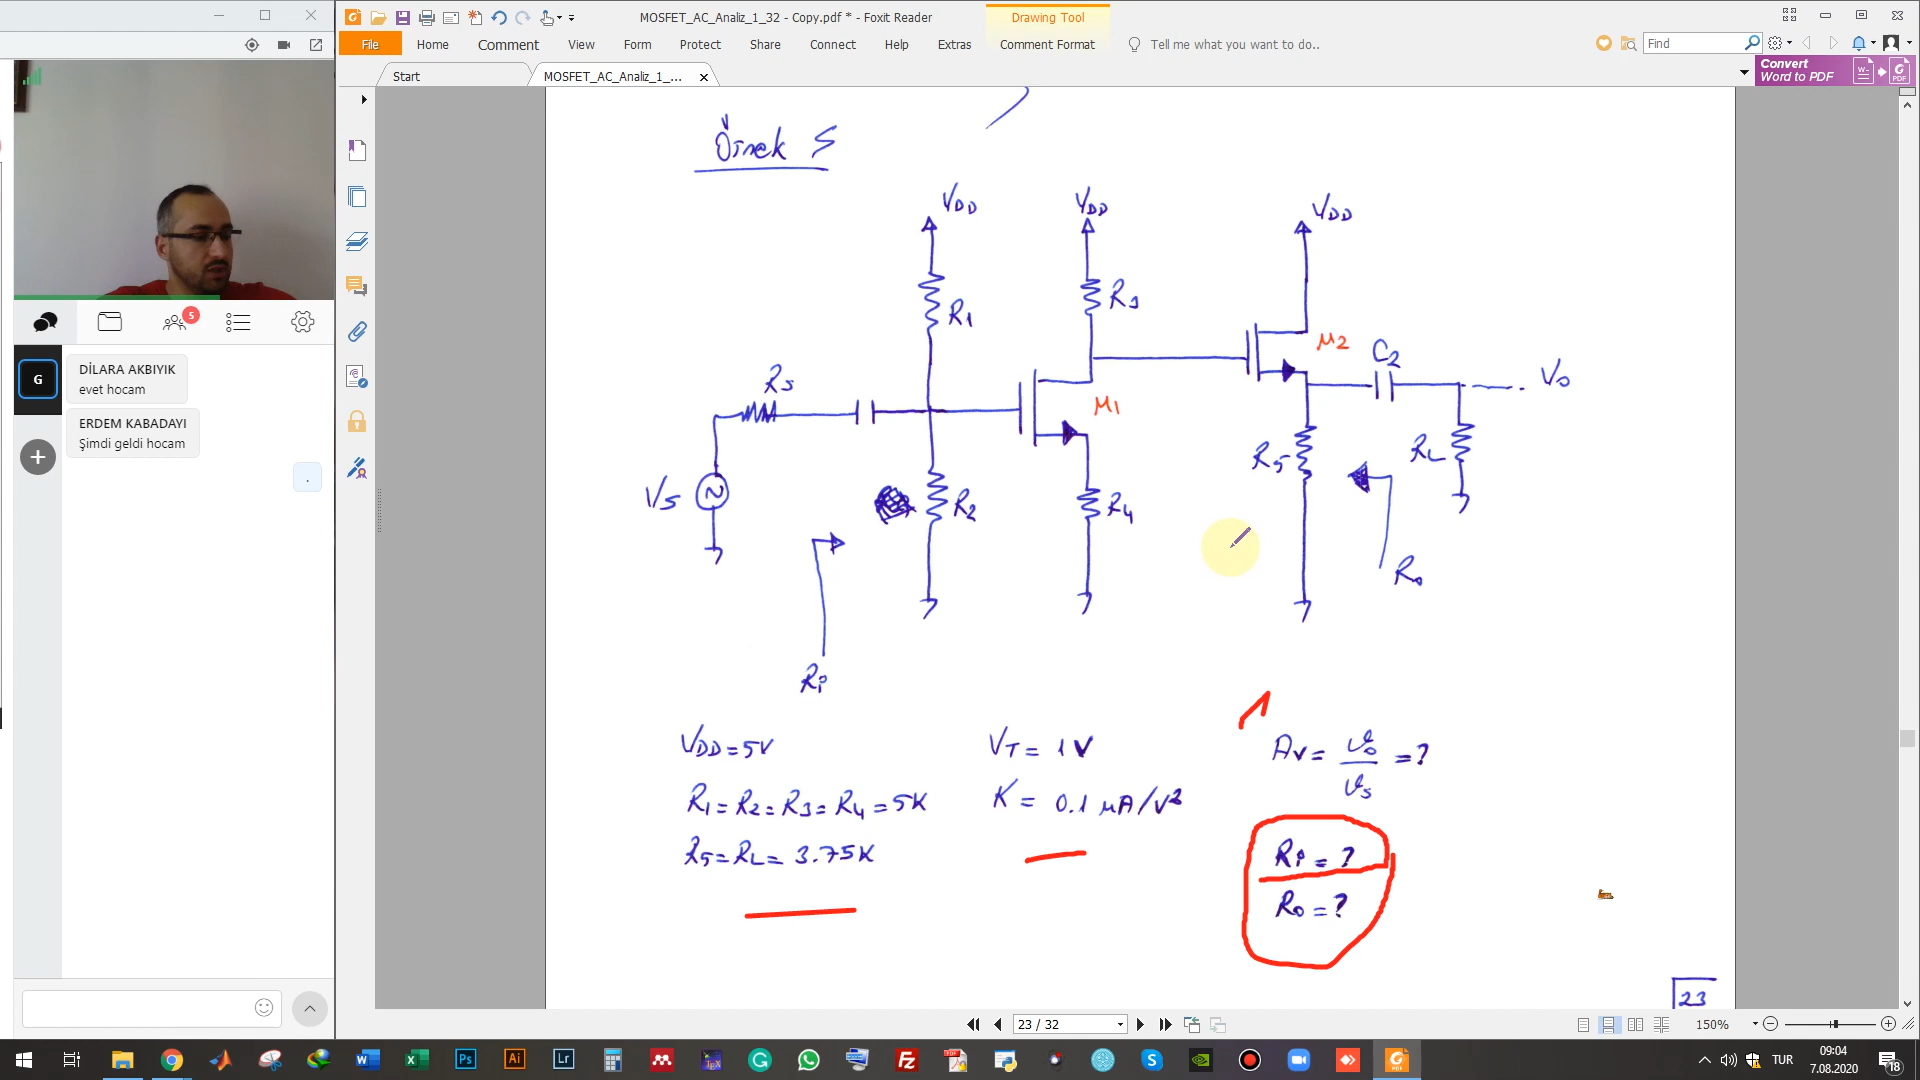 MOSFET_AC_Analiz_1_32 - Copy.pdf * - Foxit Reader
Drawing Tool
File
Home
Comment
View
Form
Protect
Share
Connect
Help
Extras
Comment Format
Tell me what you want to do..
Find
Start
MOSFET_AC_Analiz_1_...
Convert
Word to PDF
5
G
DİLARA AKBIYIK
evet hocam
ERDEM KABADAYI
Şimdi geldi hocam
.
Örnek 5
VDD
VDD
VDD
R1
R3
M2
C2
Vo
Rs
M1
R5
RL
Vs
R2
R4
Ro
Ri
VDD = 5V
VT = 1V
Av = vo/vs = ?
R1 = R2 = R3 = R4 = 5K
K = 0.1 μA/V²
R5 = RL = 3.75K
Ri = ?
Ro = ?
23
23 / 32
150%
TUR
09:04
7.08.2020
18